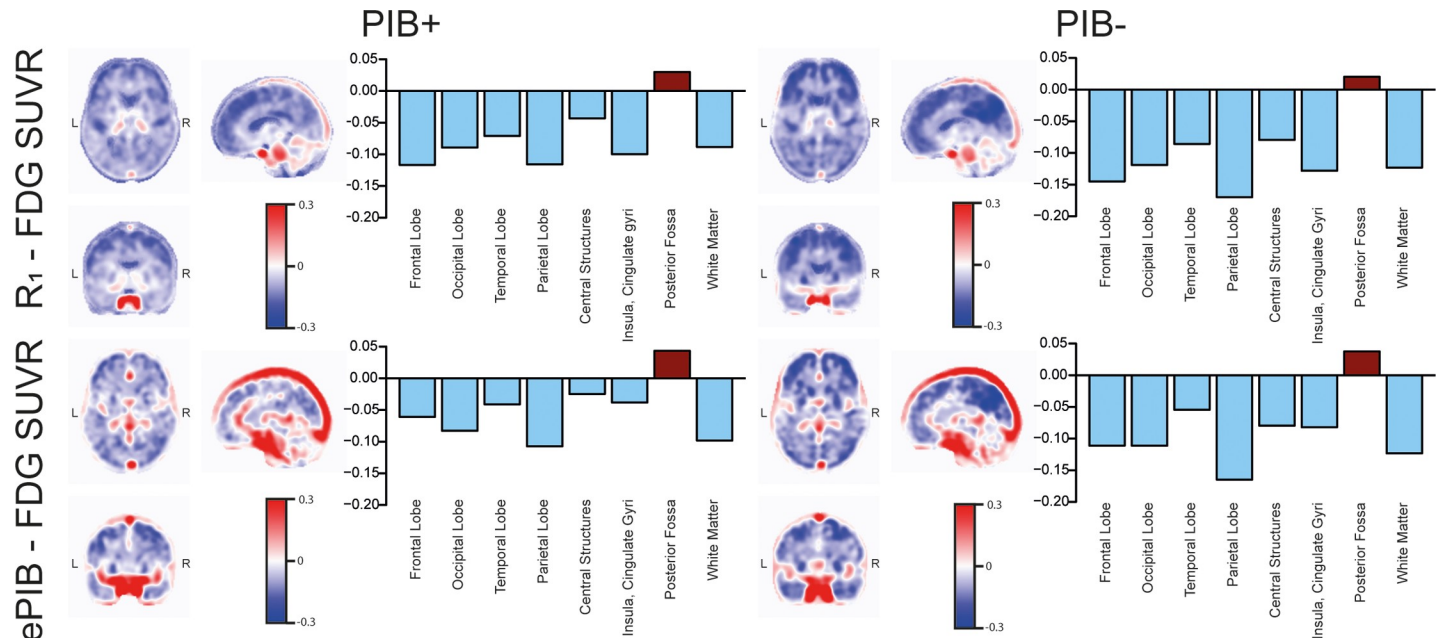 PIB+
PIB-
R₁ - FDG SUVR
L
R
L
R
0.3
0
-0.3
0.05
0.00
−0.05
−0.10
−0.15
−0.20
Frontal Lobe
Occipital Lobe
Temporal Lobe
Parietal Lobe
Central Structures
Insula, Cingulate gyri
Posterior Fossa
White Matter
L
R
L
R
0.3
0
-0.3
0.05
0.00
−0.05
−0.10
−0.15
−0.20
Frontal Lobe
Occipital Lobe
Temporal Lobe
Parietal Lobe
Central Structures
Insula, Cingulate Gyri
Posterior Fossa
White Matter
ePIB - FDG SUVR
L
R
L
R
0.3
0
-0.3
0.05
0.00
−0.05
−0.10
−0.15
−0.20
Frontal Lobe
Occipital Lobe
Temporal Lobe
Parietal Lobe
Central Structures
Insula, Cingulate Gyri
Posterior Fossa
White Matter
L
R
L
R
0.3
0
-0.3
0.05
0.00
−0.05
−0.10
−0.15
−0.20
Frontal Lobe
Occipital Lobe
Temporal Lobe
Parietal Lobe
Central Structures
Insula, Cingulate Gyri
Posterior Fossa
White Matter